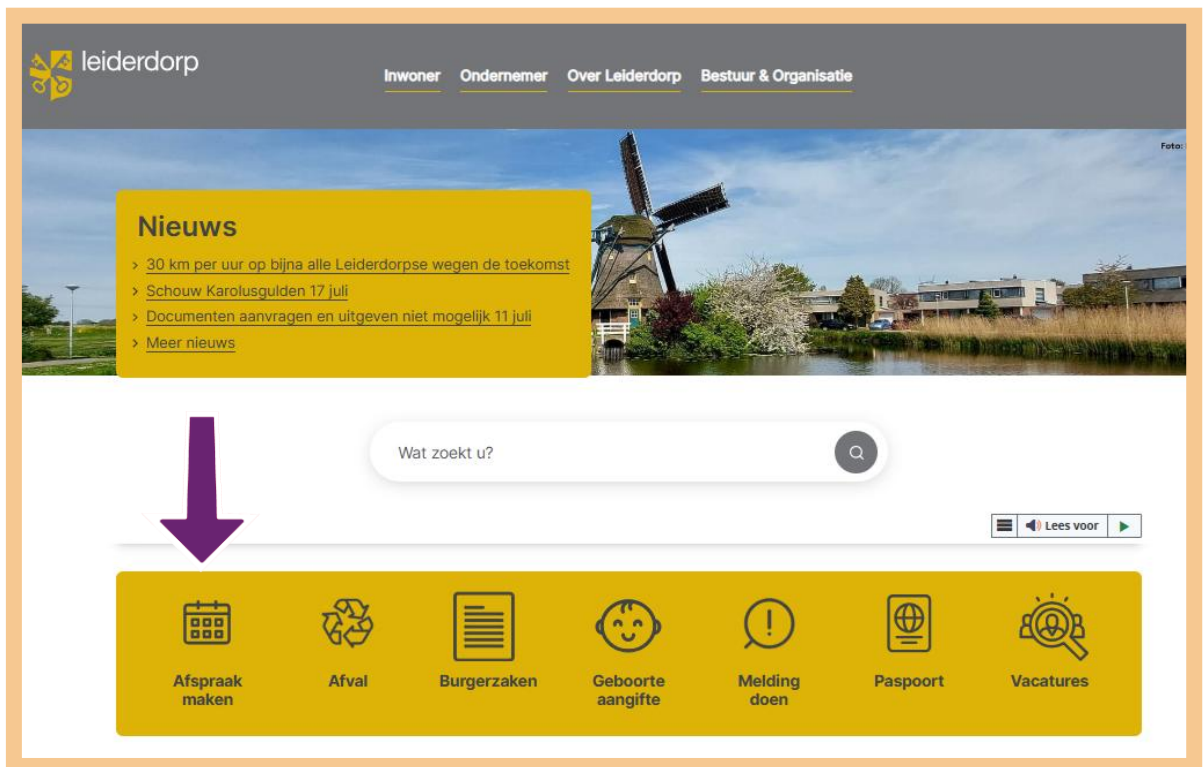 leiderdorp
Inwoner Ondernemer Over Leiderdorp Bestuur & Organisatie
Foto:
Nieuws
> 30 km per uur op bijna alle Leiderdorpse wegen de toekomst
> Schouw Karolusgulden 17 juli
> Documenten aanvragen en uitgeven niet mogelijk 11 juli
> Meer nieuws
Wat zoekt u?
Lees voor
Afspraak
maken
Afval
Burgerzaken
Geboorte
aangifte
Melding
doen
Paspoort
Vacatures